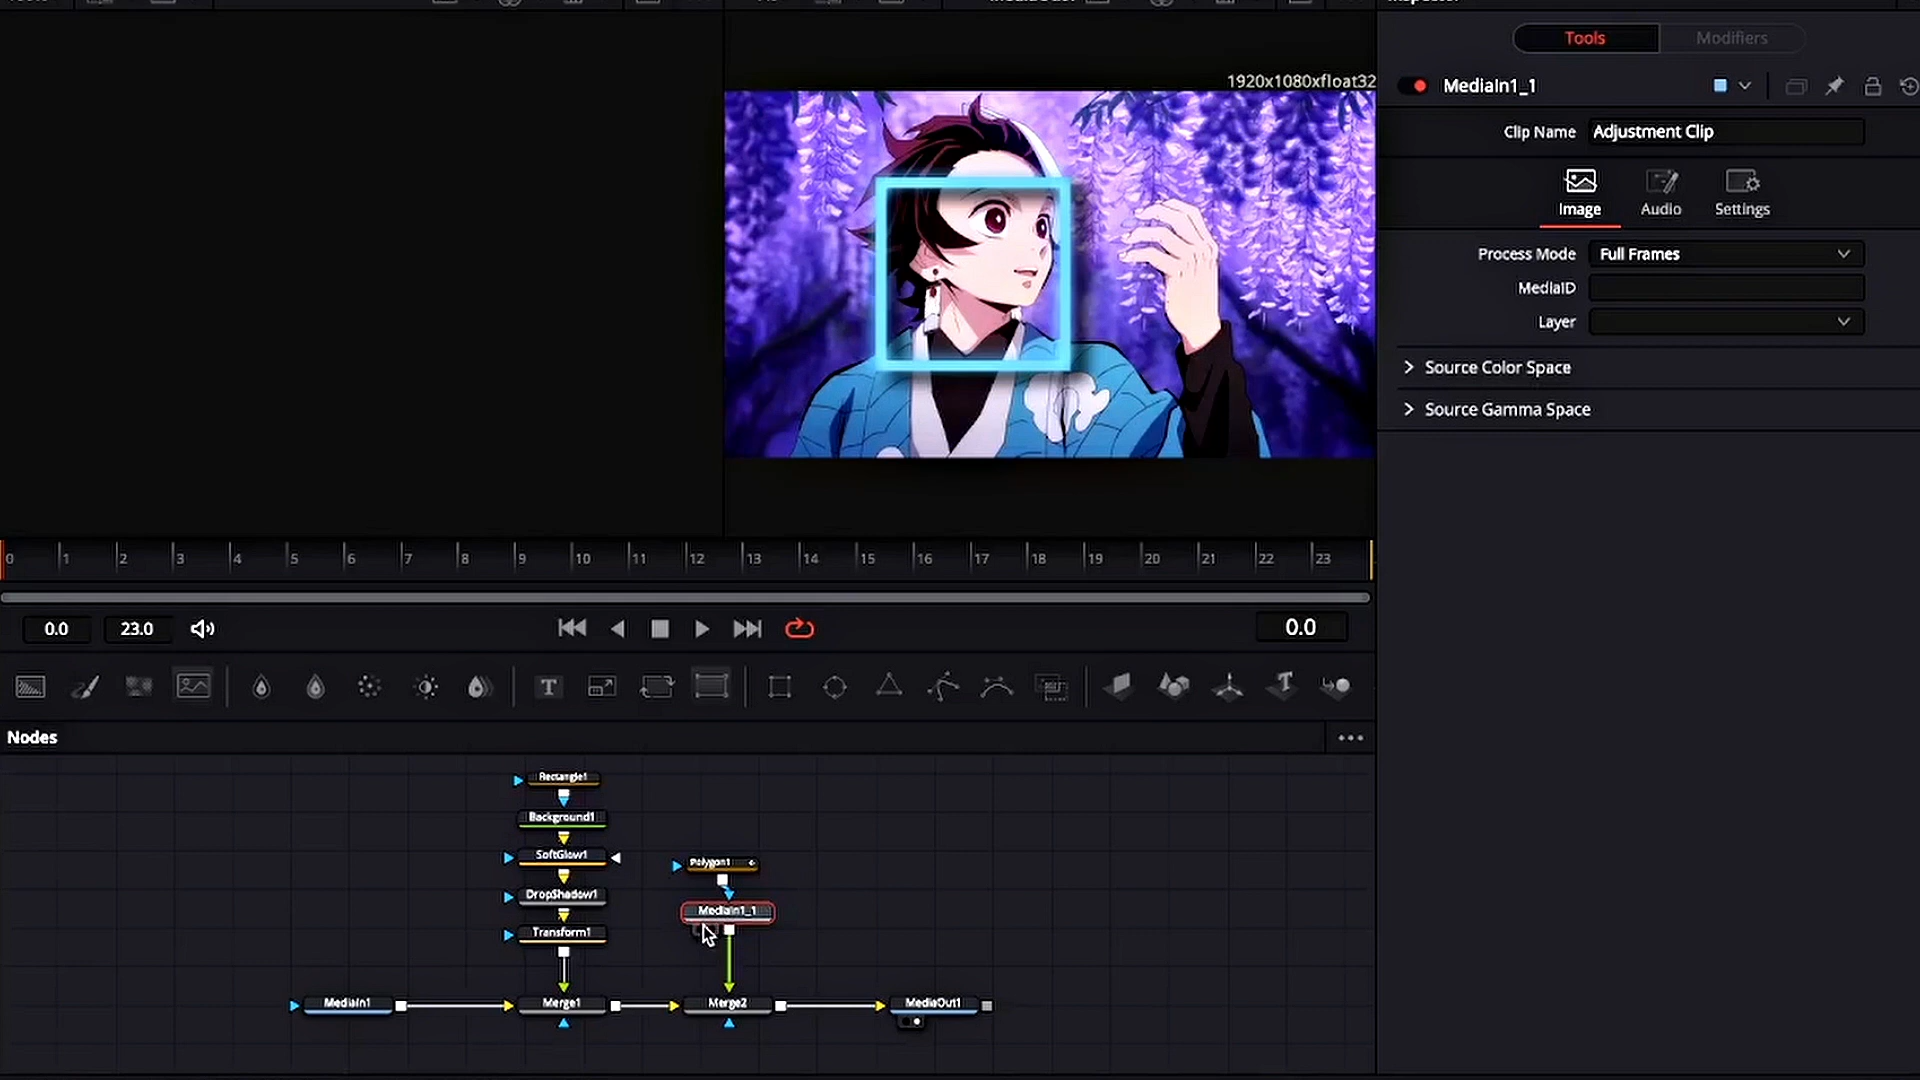 1920x1080xfloat32
Tools
Modifiers
MediaIn1_1
Clip Name
Adjustment Clip
Image
Audio
Settings
Process Mode
Full Frames
MediaID
Layer
Source Color Space
Source Gamma Space
0 1 2 3 4 5 6 7 8 9 10 11 12 13 14 15 16 17 18 19 20 21 22 23
0.0
23.0
0.0
Nodes
Rectangle1
Background1
SoftGlow1
Polygon1
DropShadow1
MediaIn1_1
Transform1
MediaIn1
Merge1
Merge2
MediaOut1